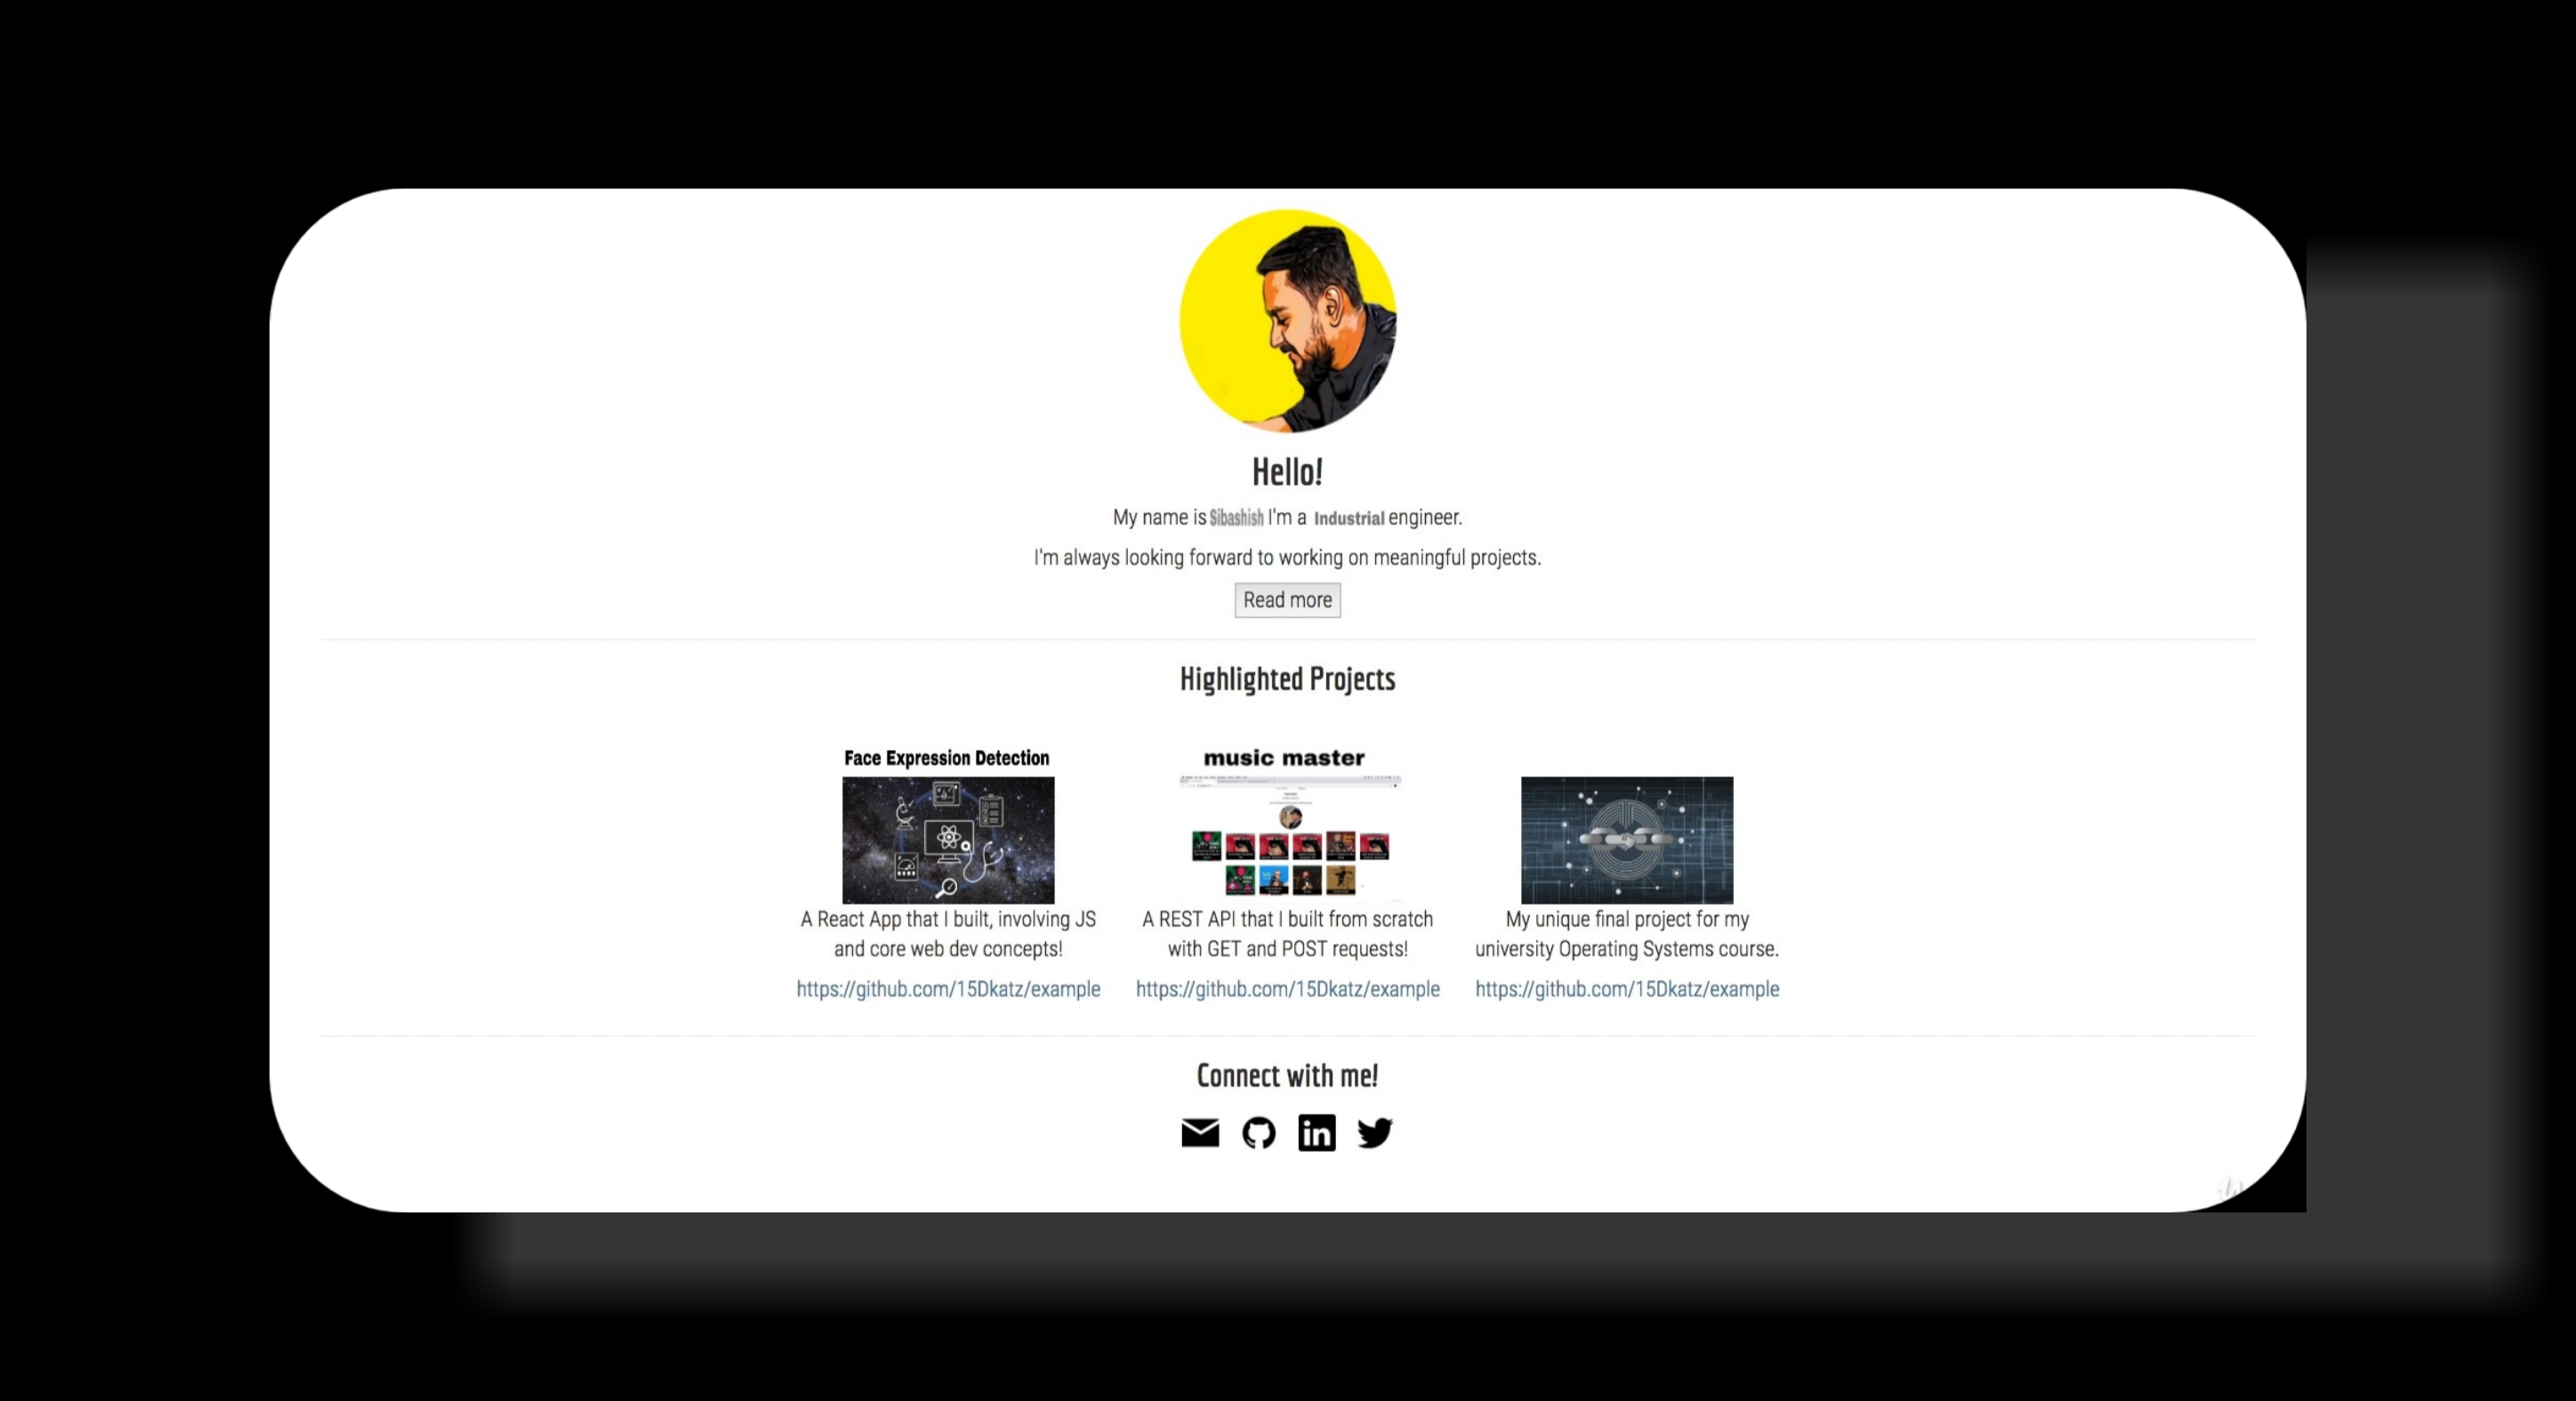 Hello!
My name is Sibashish I'm a Industrial engineer.
I'm always looking forward to working on meaningful projects.
Read more
Highlighted Projects
Face Expression Detection
A React App that I built, involving JS
and core web dev concepts!
https://github.com/15Dkatz/example
music master
A REST API that I built from scratch
with GET and POST requests!
https://github.com/15Dkatz/example
My unique final project for my
university Operating Systems course.
https://github.com/15Dkatz/example
Connect with me!
in